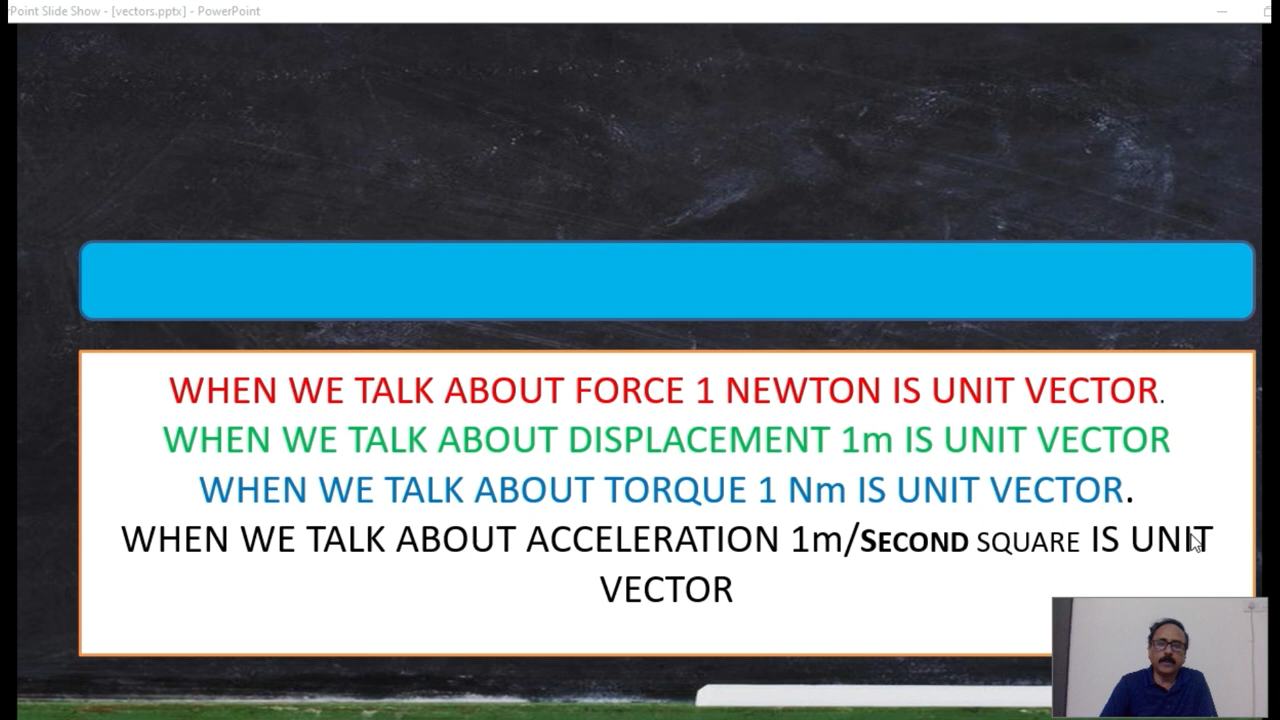 Point Slide Show - [vectors.pptx] - PowerPoint
WHEN WE TALK ABOUT FORCE 1 NEWTON IS UNIT VECTOR.
WHEN WE TALK ABOUT DISPLACEMENT 1m IS UNIT VECTOR
WHEN WE TALK ABOUT TORQUE 1 Nm IS UNIT VECTOR.
WHEN WE TALK ABOUT ACCELERATION 1m/SECOND SQUARE IS UNIT
VECTOR